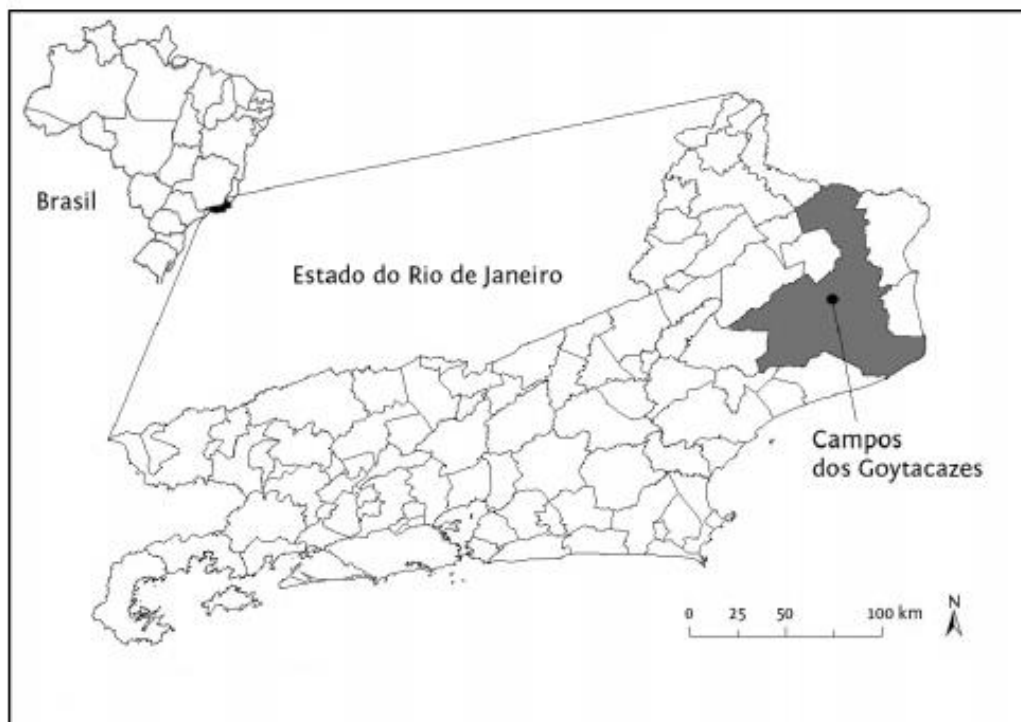 Brasil
Estado do Rio de Janeiro
Campos
dos Goytacazes
0 25 50 100 km
N